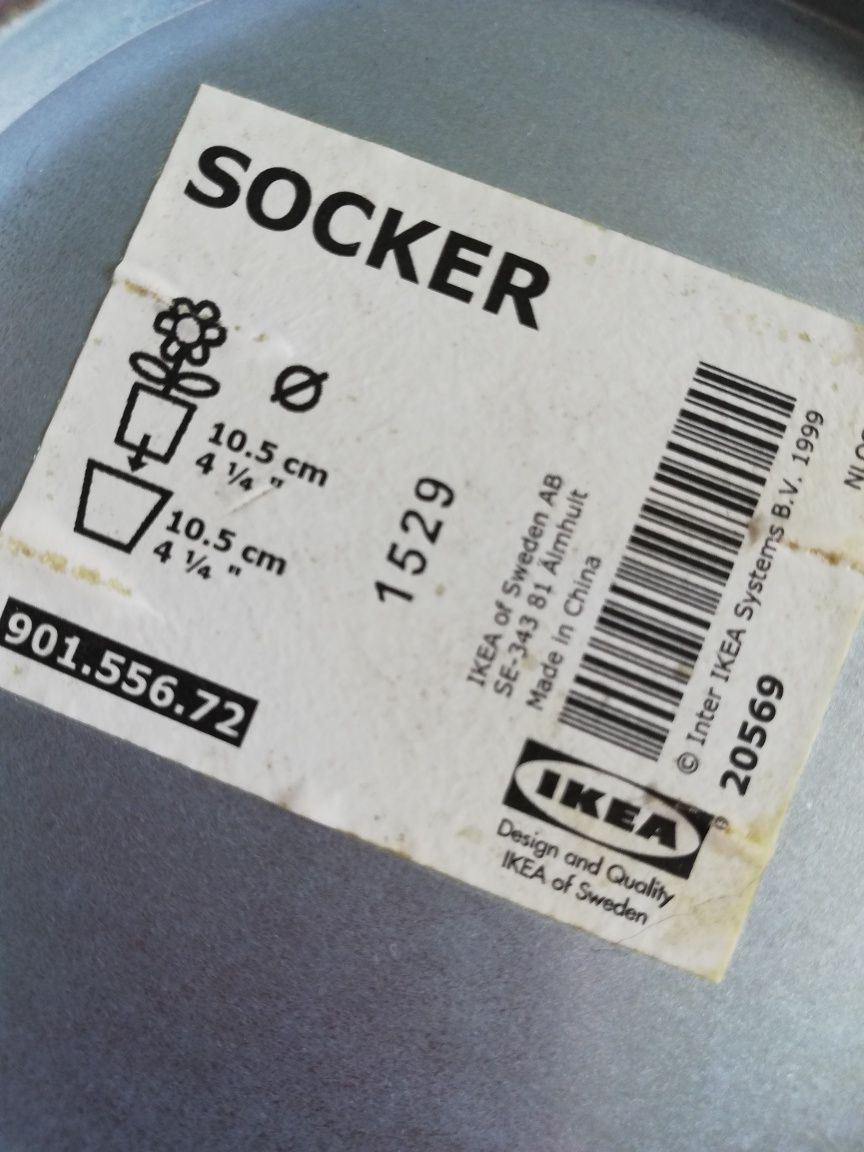 SOCKER
Ø
10.5 cm
4 ¼ "
10.5 cm
4 ¼ "
901.556.72
1529
IKEA of Sweden AB
SE-343 81 Älmhult
Made in China
© Inter IKEA Systems B.V. 1999
20569
IKEA
®
Design and Quality
IKEA of Sweden